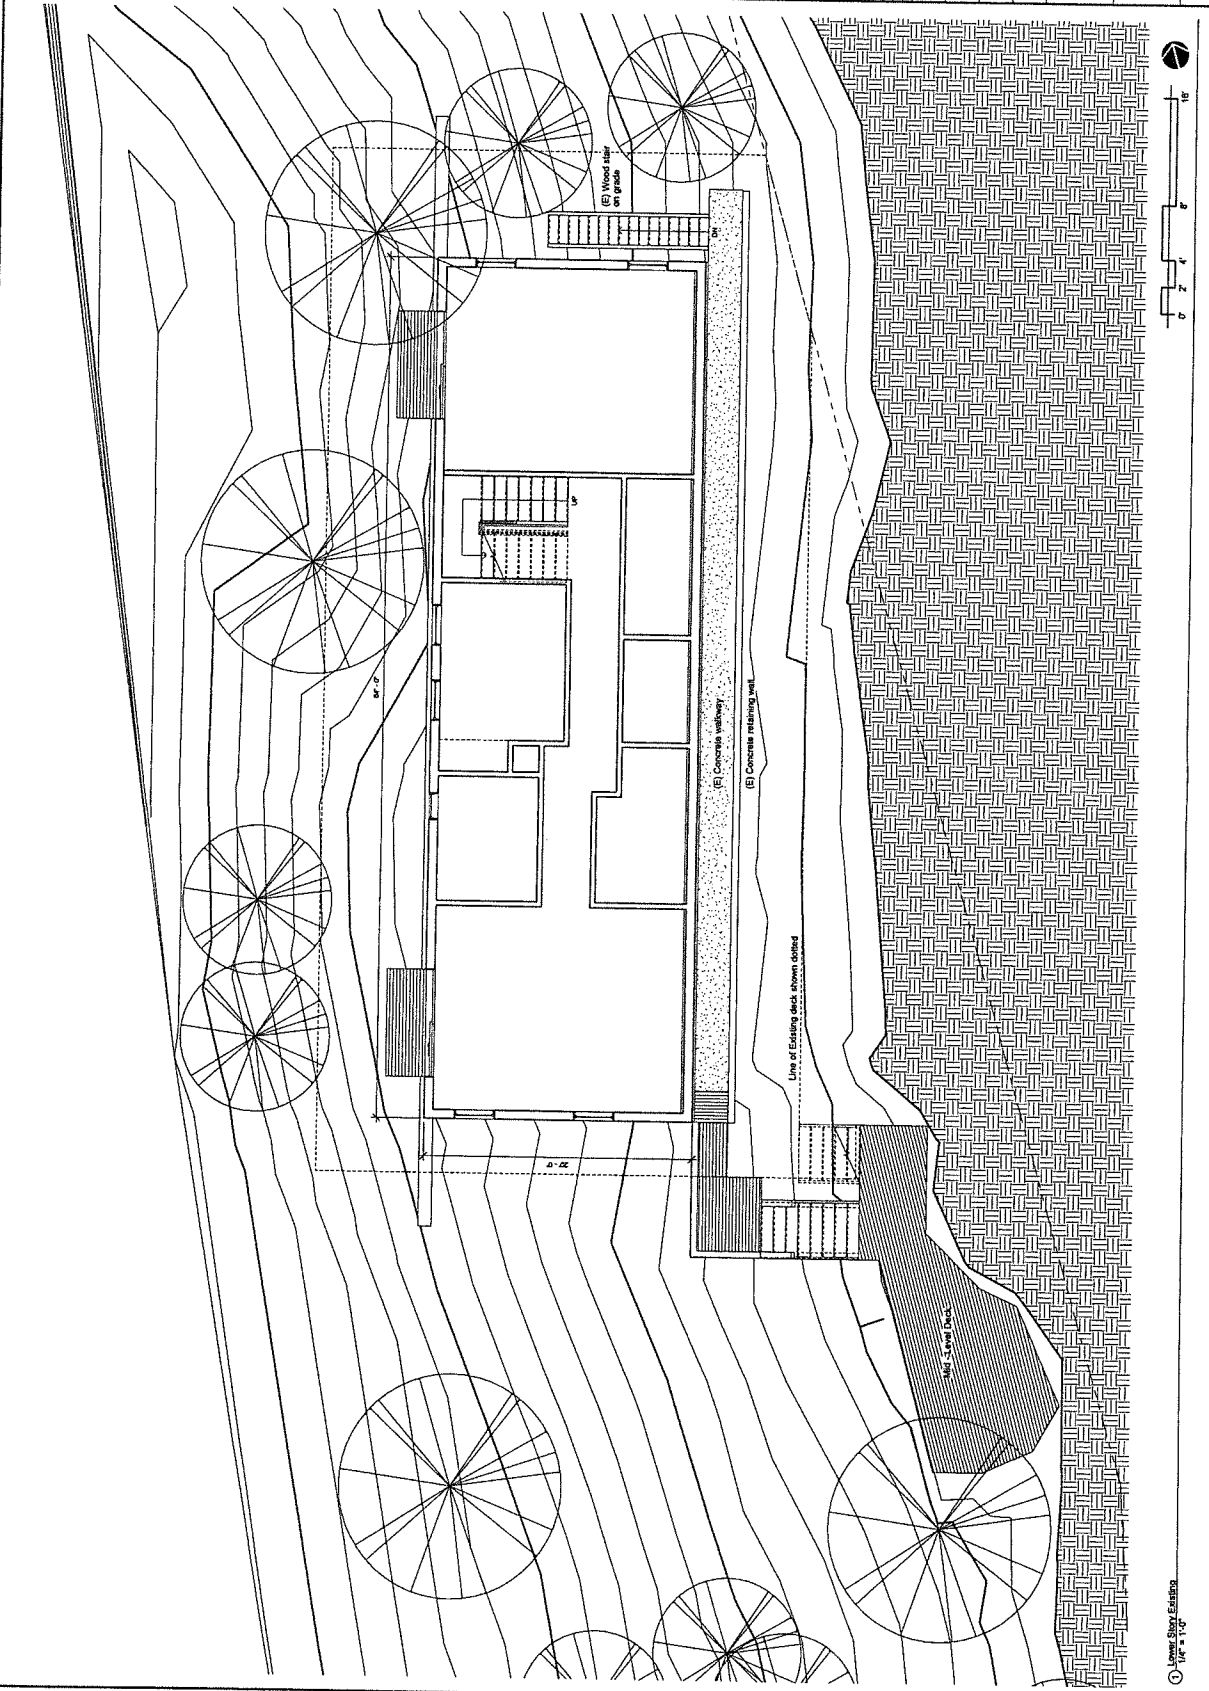 (E) Wood stair
on grade
DN
UP
(E) Concrete walkway
(E) Concrete retaining wall
Line of Existing deck shown dotted
Mid - Level Deck
0' 2' 4' 8' 16'
1 Lower Story Existing
1/4" = 1'-0"